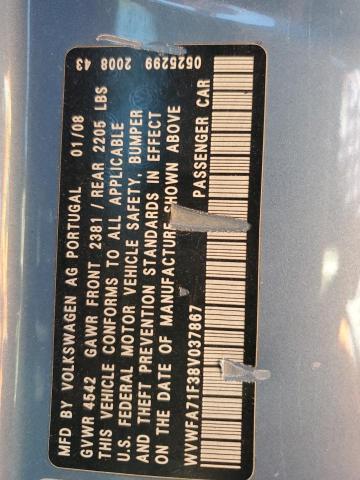 2008 43 0525299
MFD BY VOLKSWAGEN AG PORTUGAL 01/08
GVWR 4542 GAWR FRONT 2381 / REAR 2205 LBS
THIS VEHICLE CONFORMS TO ALL APPLICABLE
U.S. FEDERAL MOTOR VEHICLE SAFETY, BUMPER
AND THEFT PREVENTION STANDARDS IN EFFECT
ON THE DATE OF MANUFACTURE SHOWN ABOVE
WVWFA71F38V037867 PASSENGER CAR